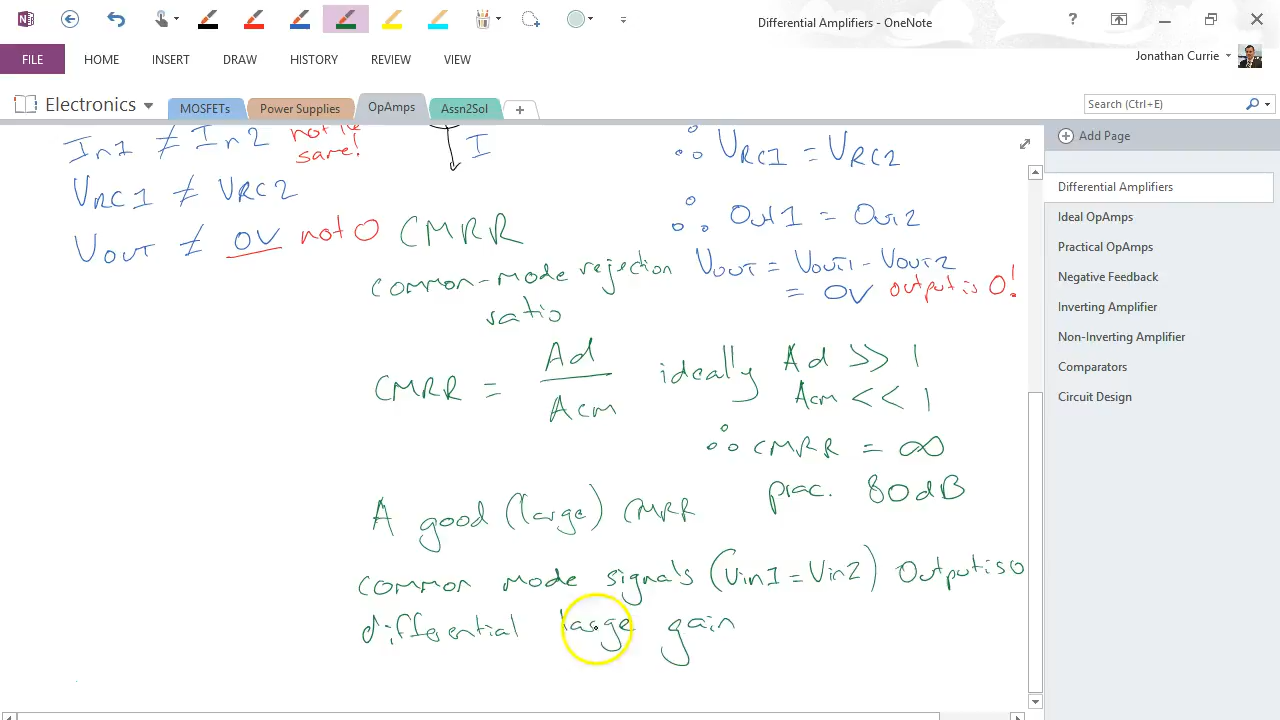 Differential Amplifiers - OneNote
?
Jonathan Currie
FILE HOME INSERT DRAW HISTORY REVIEW VIEW
Electronics MOSFETs Power Supplies OpAmps Assn2Sol +
Search (Ctrl+E)
Add Page
Differential Amplifiers
Ideal OpAmps
Practical OpAmps
Negative Feedback
Inverting Amplifier
Non-Inverting Amplifier
Comparators
Circuit Design
In1 ≠ In2 not the same!
I
VRC1 ≠ VRC2
VOUT ≠ 0V not 0
∴ VRC1 = VRC2
∴ Out1 = Out2
VOUT = VOUT1 - VOUT2
= 0V output is 0!
CMRR
common-mode rejection
ratio
CMRR = Ad / Acm
ideally Ad >> 1
Acm << 1
∴ CMRR = ∞
prac. 80dB
A good (large) CMRR
common mode signals (Vin1 = Vin2) Output is 0
differential large gain